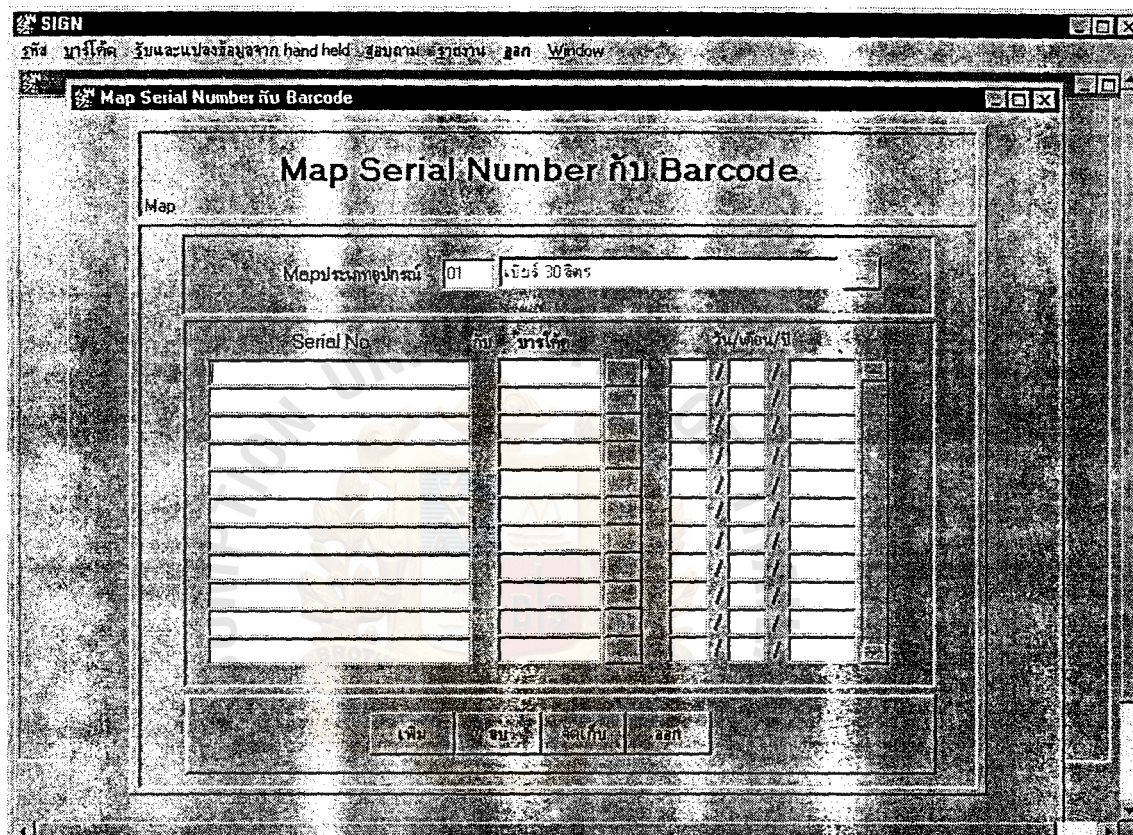 SIGN
รหัส บาร์โค้ด รับและแปลงข้อมูลจาก hand held สอบถาม รายงาน ออก Window
Map Serial Number กับ Barcode
Map Serial Number กับ Barcode
Map
Mapประเภทอุปกรณ์ 01 เบียร์ 30 ลิตร
Serial No กับ บาร์โค้ด วัน/เดือน/ปี
/ /
/ /
/ /
/ /
/ /
/ /
/ /
/ /
/ /
/ /
/ /
เพิ่ม ลบ จัดเก็บ ออก